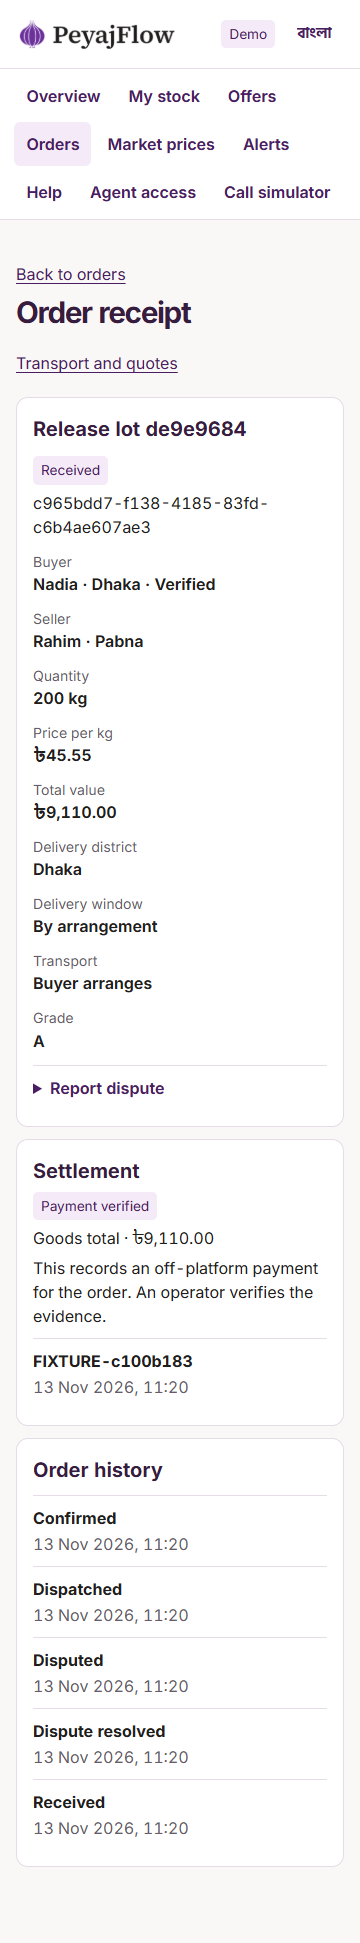 PeyajFlow
Demo
বাংলা
Overview
My stock
Offers
Orders
Market prices
Alerts
Help
Agent access
Call simulator
Back to orders
Order receipt
Transport and quotes
Release lot de9e9684
Received
c965bdd7-f138-4185-83fd-
c6b4ae607ae3
Buyer
Nadia · Dhaka · Verified
Seller
Rahim · Pabna
Quantity
200 kg
Price per kg
৳45.55
Total value
৳9,110.00
Delivery district
Dhaka
Delivery window
By arrangement
Transport
Buyer arranges
Grade
A
Report dispute
Settlement
Payment verified
Goods total · ৳9,110.00
This records an off-platform payment
for the order. An operator verifies the
evidence.
FIXTURE-c100b183
13 Nov 2026, 11:20
Order history
Confirmed
13 Nov 2026, 11:20
Dispatched
13 Nov 2026, 11:20
Disputed
13 Nov 2026, 11:20
Dispute resolved
13 Nov 2026, 11:20
Received
13 Nov 2026, 11:20